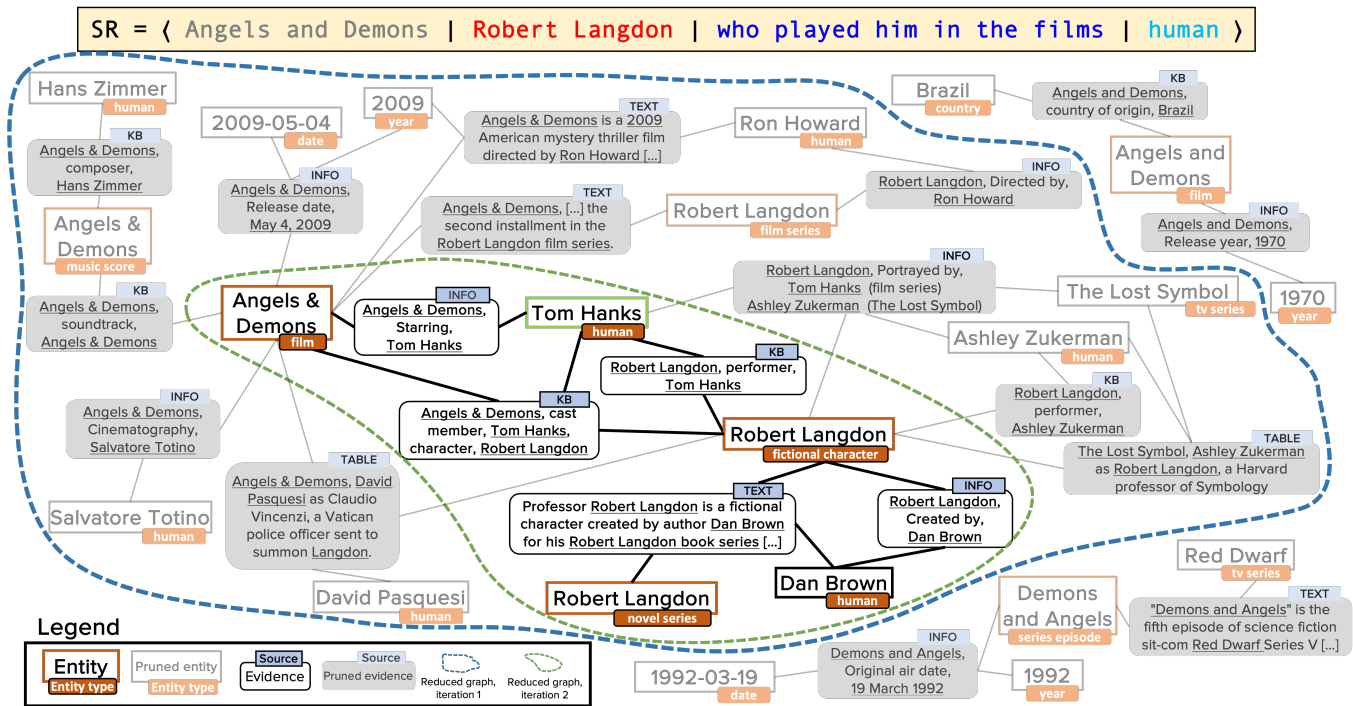 SR = ⟨ Angels and Demons | Robert Langdon | who played him in the films | human ⟩
Hans Zimmer
human
KB
Angels & Demons,
composer,
Hans Zimmer
Angels &
Demons
music score
KB
Angels & Demons,
soundtrack,
Angels & Demons
2009-05-04
date
2009
year
INFO
Angels & Demons,
Release date,
May 4, 2009
TEXT
Angels & Demons is a 2009
American mystery thriller film
directed by Ron Howard [...]
Ron Howard
human
TEXT
Angels & Demons, [...] the
second installment in the
Robert Langdon film series.
Robert Langdon
film series
INFO
Robert Langdon, Directed by,
Ron Howard
Brazil
country
KB
Angels and Demons,
country of origin, Brazil
Angels and
Demons
film
INFO
Angels and Demons,
Release year, 1970
1970
year
Angels &
Demons
film
INFO
Angels & Demons,
Starring,
Tom Hanks
Tom Hanks
human
INFO
Robert Langdon, Portrayed by,
Tom Hanks (film series)
Ashley Zukerman (The Lost Symbol)
The Lost Symbol
tv series
Ashley Zukerman
human
KB
Robert Langdon, performer,
Tom Hanks
KB
Angels & Demons, cast
member, Tom Hanks,
character, Robert Langdon
KB
Robert Langdon,
performer,
Ashley Zukerman
Robert Langdon
fictional character
TABLE
The Lost Symbol, Ashley Zukerman
as Robert Langdon, a Harvard
professor of Symbology
INFO
Angels & Demons,
Cinematography,
Salvatore Totino
Salvatore Totino
human
TABLE
Angels & Demons, David
Pasquesi as Claudio
Vincenzi, a Vatican
police officer sent to
summon Langdon.
David Pasquesi
human
TEXT
Professor Robert Langdon is a fictional
character created by author Dan Brown
for his Robert Langdon book series [...]
INFO
Robert Langdon,
Created by,
Dan Brown
Robert Langdon
novel series
Dan Brown
human
Red Dwarf
tv series
Demons
and Angels
series episode
TEXT
"Demons and Angels" is the
fifth episode of science fiction
sit-com Red Dwarf Series V [...]
INFO
Demons and Angels,
Original air date,
19 March 1992
1992-03-19
date
1992
year
Legend
Entity
Entity type
Pruned entity
Entity type
Source
Evidence
Source
Pruned evidence
Reduced graph,
iteration 1
Reduced graph,
iteration 2